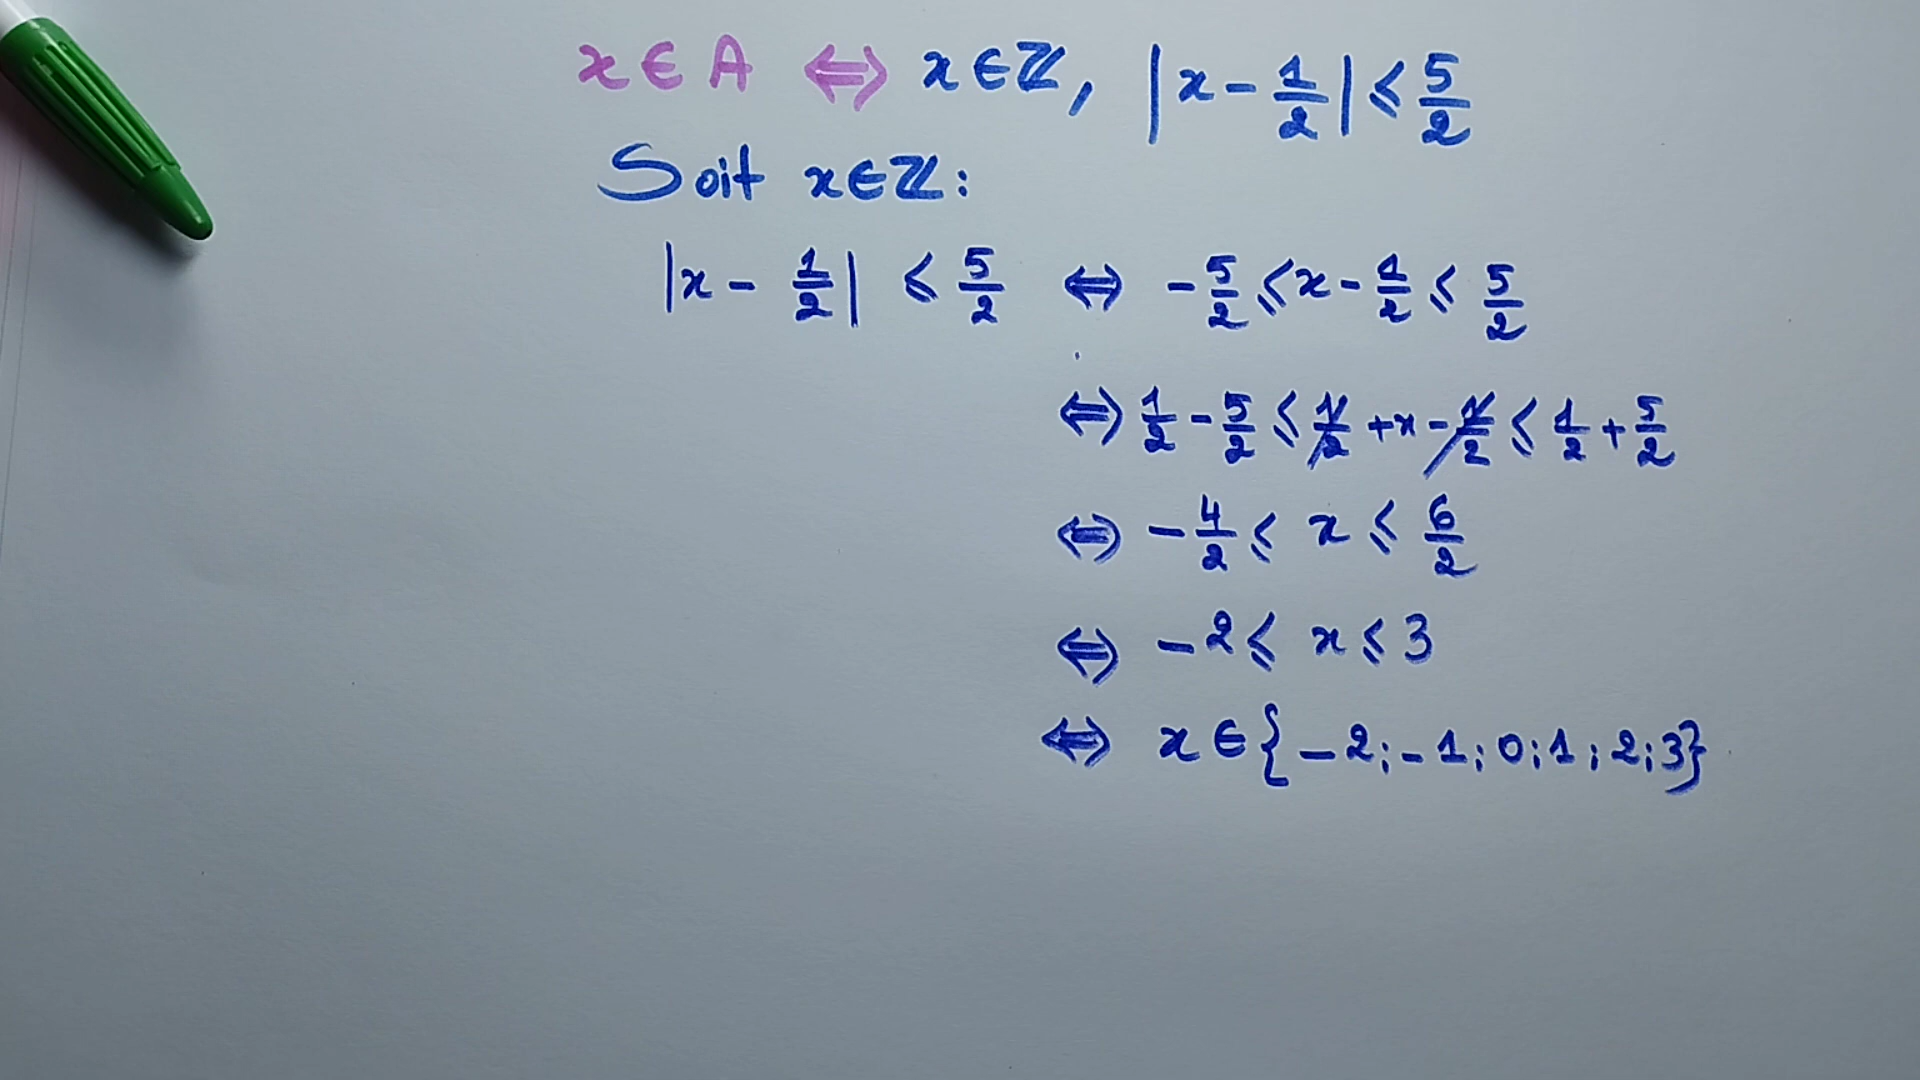 x ∈ A ⇔ x ∈ ℤ, |x - 1/2| ⩽ 5/2
Soit x ∈ ℤ:
|x - 1/2| ⩽ 5/2 ⇔ -5/2 ⩽ x - 1/2 ⩽ 5/2
⇔ 1/2 - 5/2 ⩽ 1/2 + x - 1/2 ⩽ 1/2 + 5/2
⇔ -4/2 ⩽ x ⩽ 6/2
⇔ -2 ⩽ x ⩽ 3
⇔ x ∈ {-2; -1; 0; 1; 2; 3}